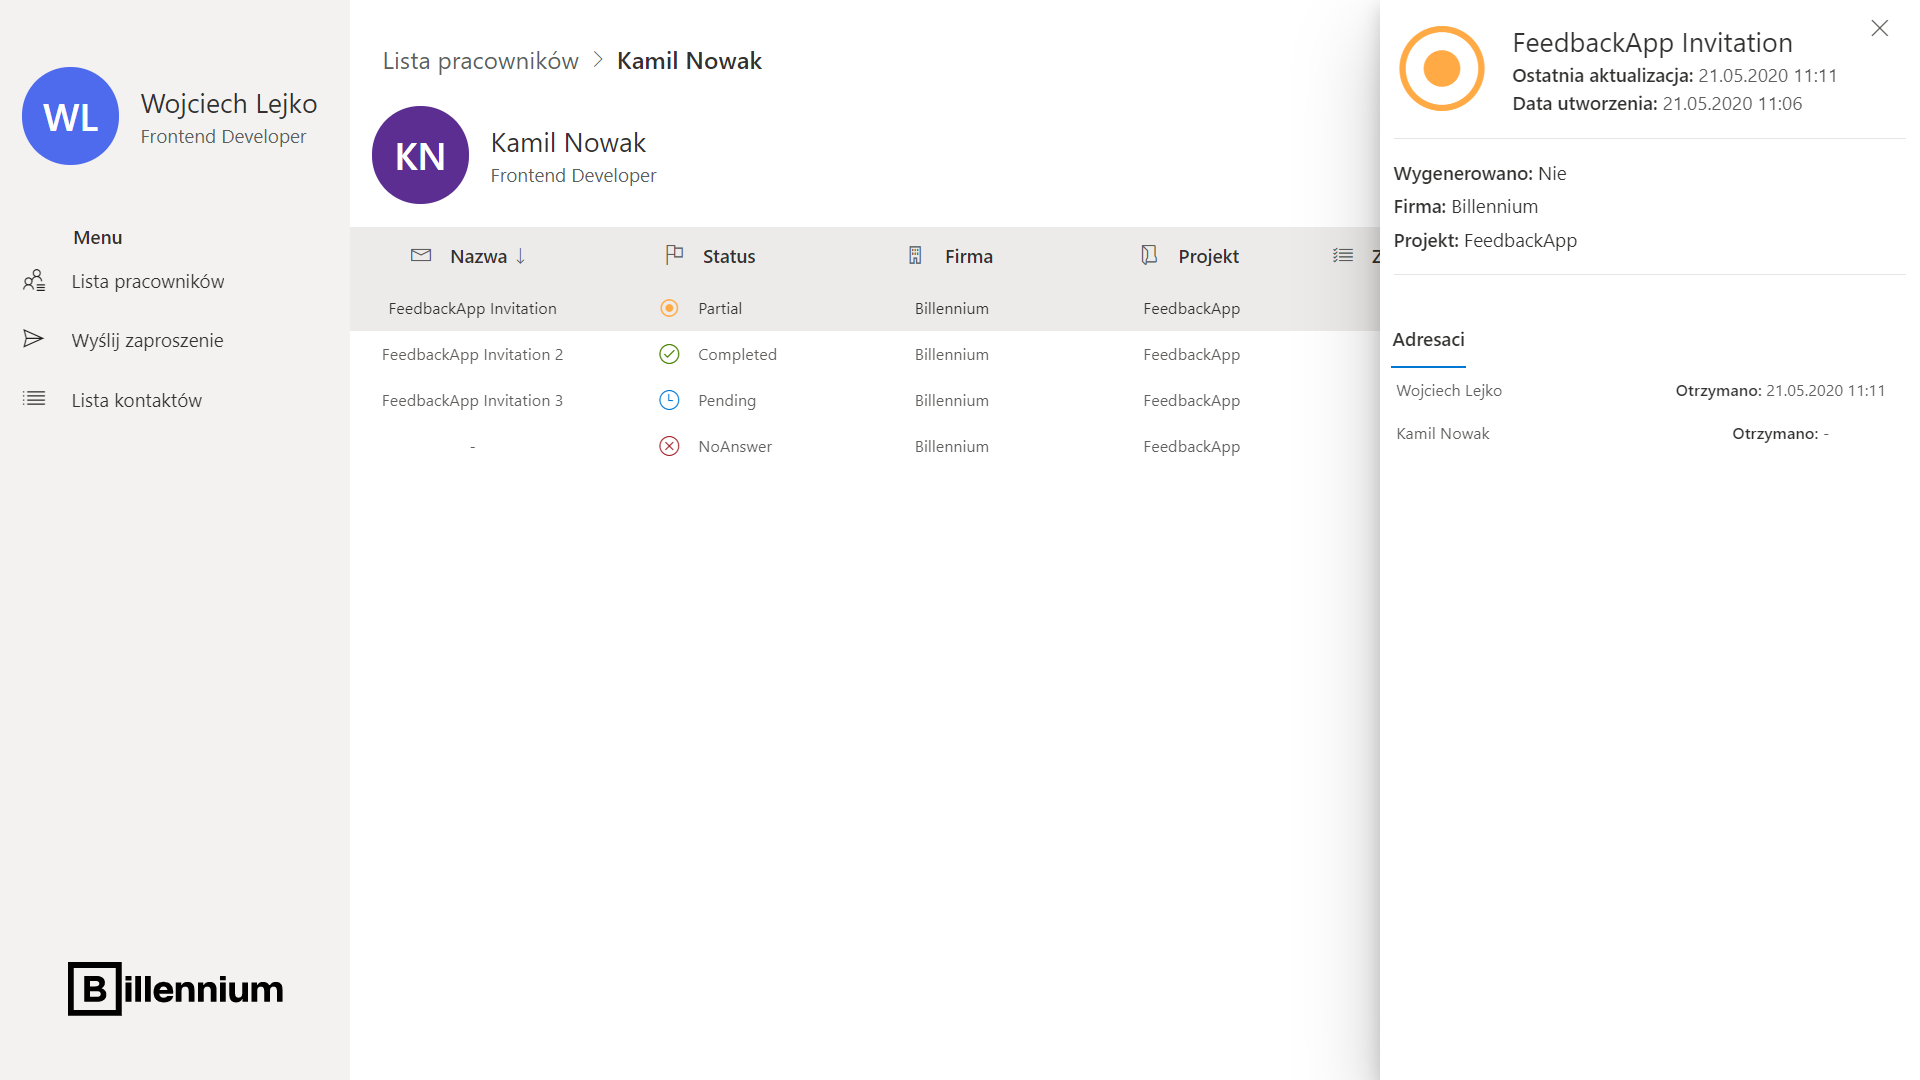 WL
Wojciech Lejko
Frontend Developer
Menu
Lista pracowników
Wyślij zaproszenie
Lista kontaktów
Billennium
Lista pracowników > Kamil Nowak
KN
Kamil Nowak
Frontend Developer
Nazwa ↓ Status Firma Projekt Z
FeedbackApp Invitation Partial Billennium FeedbackApp
FeedbackApp Invitation 2 Completed Billennium FeedbackApp
FeedbackApp Invitation 3 Pending Billennium FeedbackApp
- NoAnswer Billennium FeedbackApp
FeedbackApp Invitation
Ostatnia aktualizacja: 21.05.2020 11:11
Data utworzenia: 21.05.2020 11:06
Wygenerowano: Nie
Firma: Billennium
Projekt: FeedbackApp
Adresaci
Wojciech Lejko Otrzymano: 21.05.2020 11:11
Kamil Nowak Otrzymano: -